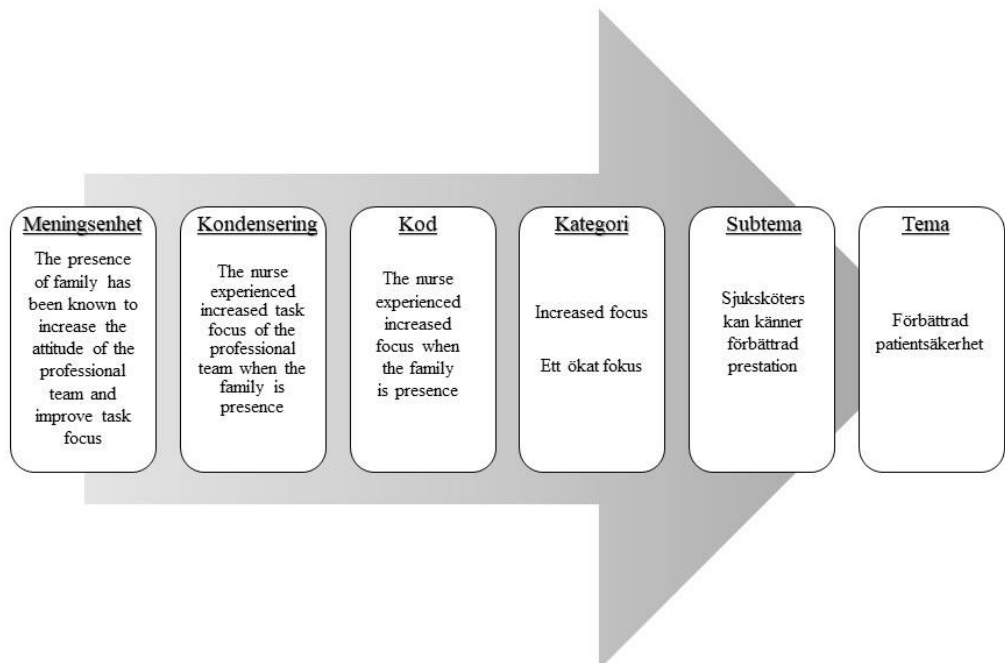 Meningsenhet
The presence
of family has
been known to
increase the
attitude of the
professional
team and
improve task
focus
Kondensering
The nurse
experienced
increased task
focus of the
professional
team when the
family is
presence
Kod
The nurse
experienced
increased
focus when
the family
is presence
Kategori
Increased focus
Ett ökat fokus
Subtema
Sjuksköters
kan känner
förbättrad
prestation
Tema
Förbättrad
patientsäkerhet